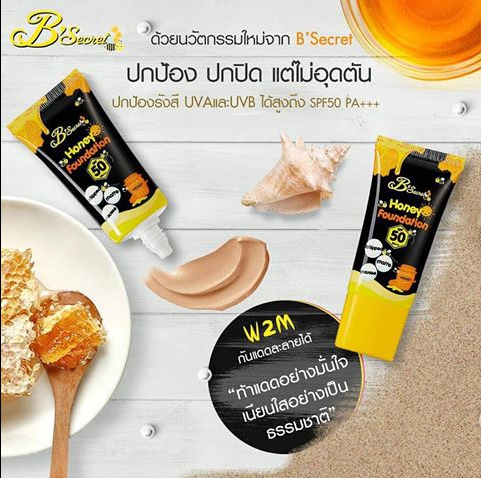 B'Secret
ด้วยนวัตกรรมใหม่จาก B'Secret
ปกป้อง ปกปิด แต่ไม่อุดตัน
ปกป้องรังสี UVAและUVB ได้สูงถึง SPF50 PA+++
B'Secret
Honey
Foundation
50
B'Secret
Honey
Foundation
50
matte
W2M
กันแดดละลายได้
“ท้าแดดอย่างมั่นใจ
เนียนใสอย่างเป็น
ธรรมชาติ”